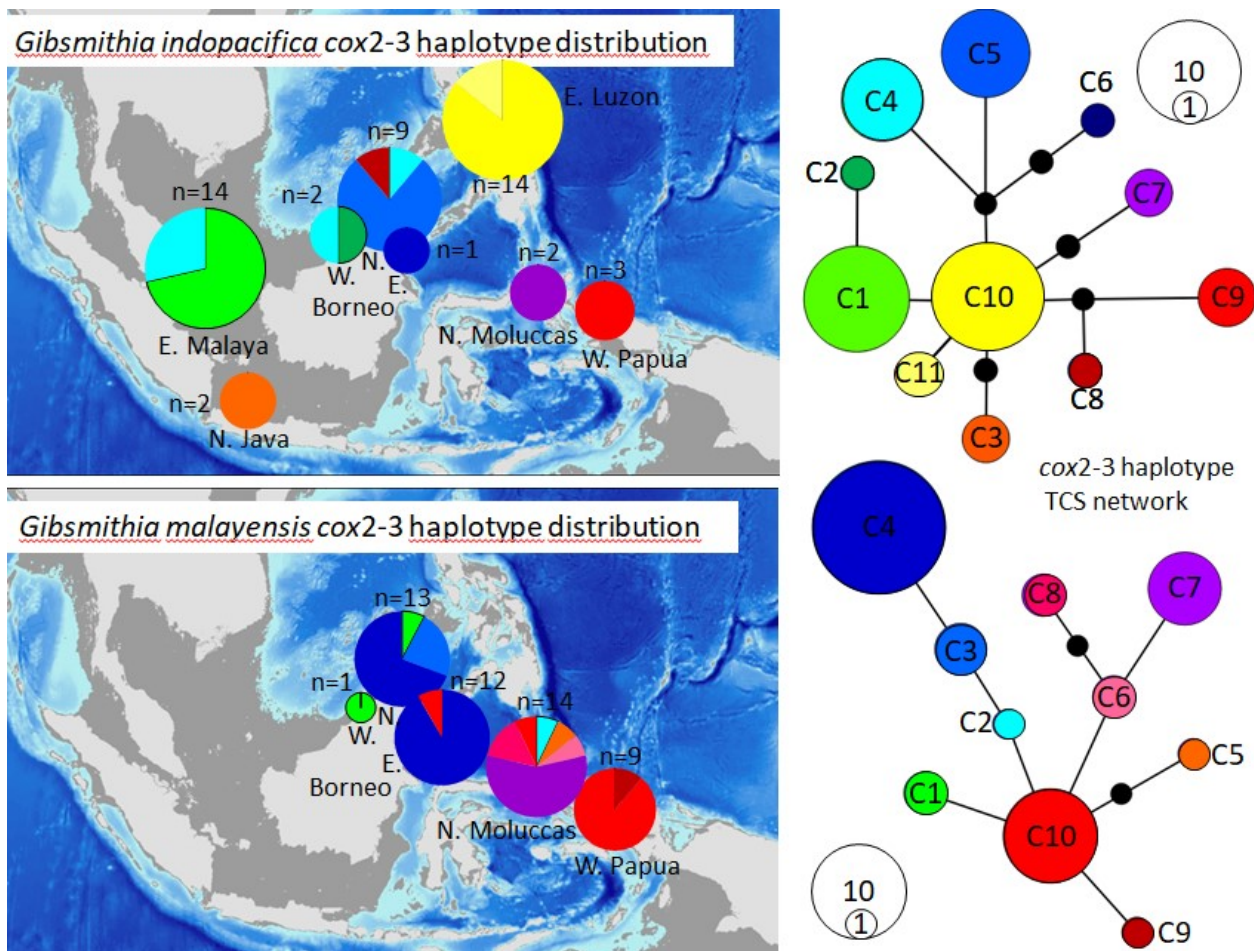 Gibsmithia indopacifica cox2-3 haplotype distribution
E. Luzon
n=9
n=14
n=14
n=2
n=1
n=2
n=3
W.
N.
E.
Borneo
E. Malaya
N. Moluccas
W. Papua
n=2
N. Java
C5
C6
10
1
C4
C2
C7
C1
C10
C9
C11
C8
C3
cox2-3 haplotype
TCS network
Gibsmithia malayensis cox2-3 haplotype distribution
n=13
n=1
n=12
n=14
N.
W.
E.
n=9
Borneo
N. Moluccas
W. Papua
C4
C8
C7
C3
C6
C2
C5
C1
C10
10
1
C9